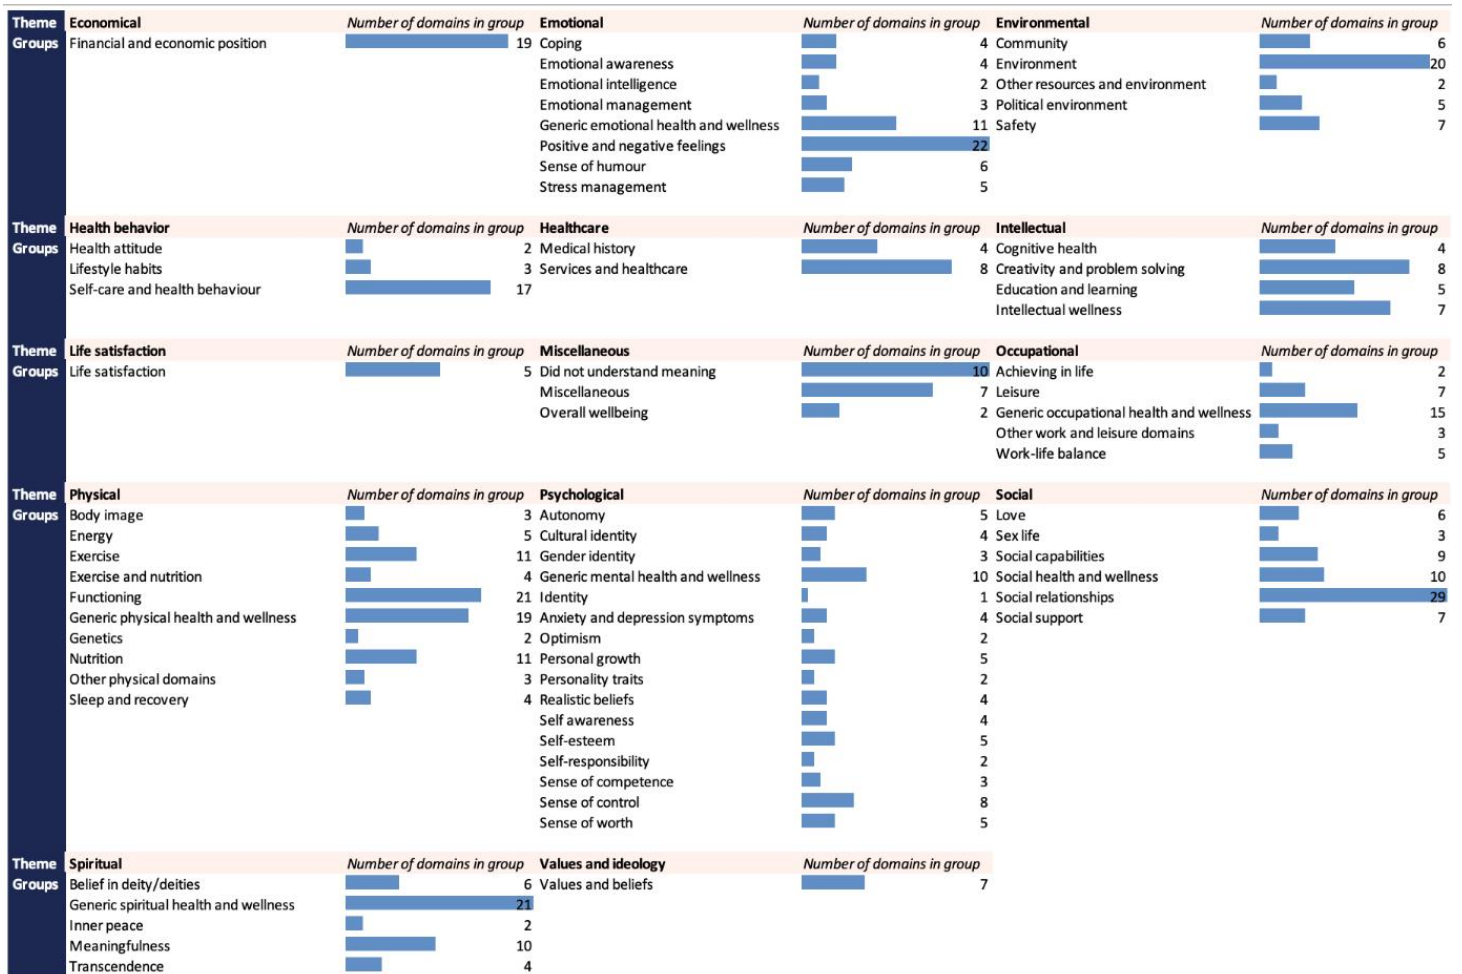 Theme Economical Number of domains in group Emotional Number of domains in group Environmental Number of domains in group
Groups Financial and economic position 19 Coping 4 Community 6
Emotional awareness 4 Environment 20
Emotional intelligence 2 Other resources and environment 2
Emotional management 3 Political environment 5
Generic emotional health and wellness 11 Safety 7
Positive and negative feelings 22
Sense of humour 6
Stress management 5
Theme Health behavior Number of domains in group Healthcare Number of domains in group Intellectual Number of domains in group
Groups Health attitude 2 Medical history 4 Cognitive health 4
Lifestyle habits 3 Services and healthcare 8 Creativity and problem solving 8
Self-care and health behaviour 17 Education and learning 5
Intellectual wellness 7
Theme Life satisfaction Number of domains in group Miscellaneous Number of domains in group Occupational Number of domains in group
Groups Life satisfaction 5 Did not understand meaning 10 Achieving in life 2
Miscellaneous 7 Leisure 7
Overall wellbeing 2 Generic occupational health and wellness 15
Other work and leisure domains 3
Work-life balance 5
Theme Physical Number of domains in group Psychological Number of domains in group Social Number of domains in group
Groups Body image 3 Autonomy 5 Love 6
Energy 5 Cultural identity 4 Sex life 3
Exercise 11 Gender identity 3 Social capabilities 9
Exercise and nutrition 4 Generic mental health and wellness 10 Social health and wellness 10
Functioning 21 Identity 1 Social relationships 29
Generic physical health and wellness 19 Anxiety and depression symptoms 4 Social support 7
Genetics 2 Optimism 2
Nutrition 11 Personal growth 5
Other physical domains 3 Personality traits 2
Sleep and recovery 4 Realistic beliefs 4
Self awareness 4
Self-esteem 5
Self-responsibility 2
Sense of competence 3
Sense of control 8
Sense of worth 5
Theme Spiritual Number of domains in group Values and ideology Number of domains in group
Groups Belief in deity/deities 6 Values and beliefs 7
Generic spiritual health and wellness 21
Inner peace 2
Meaningfulness 10
Transcendence 4